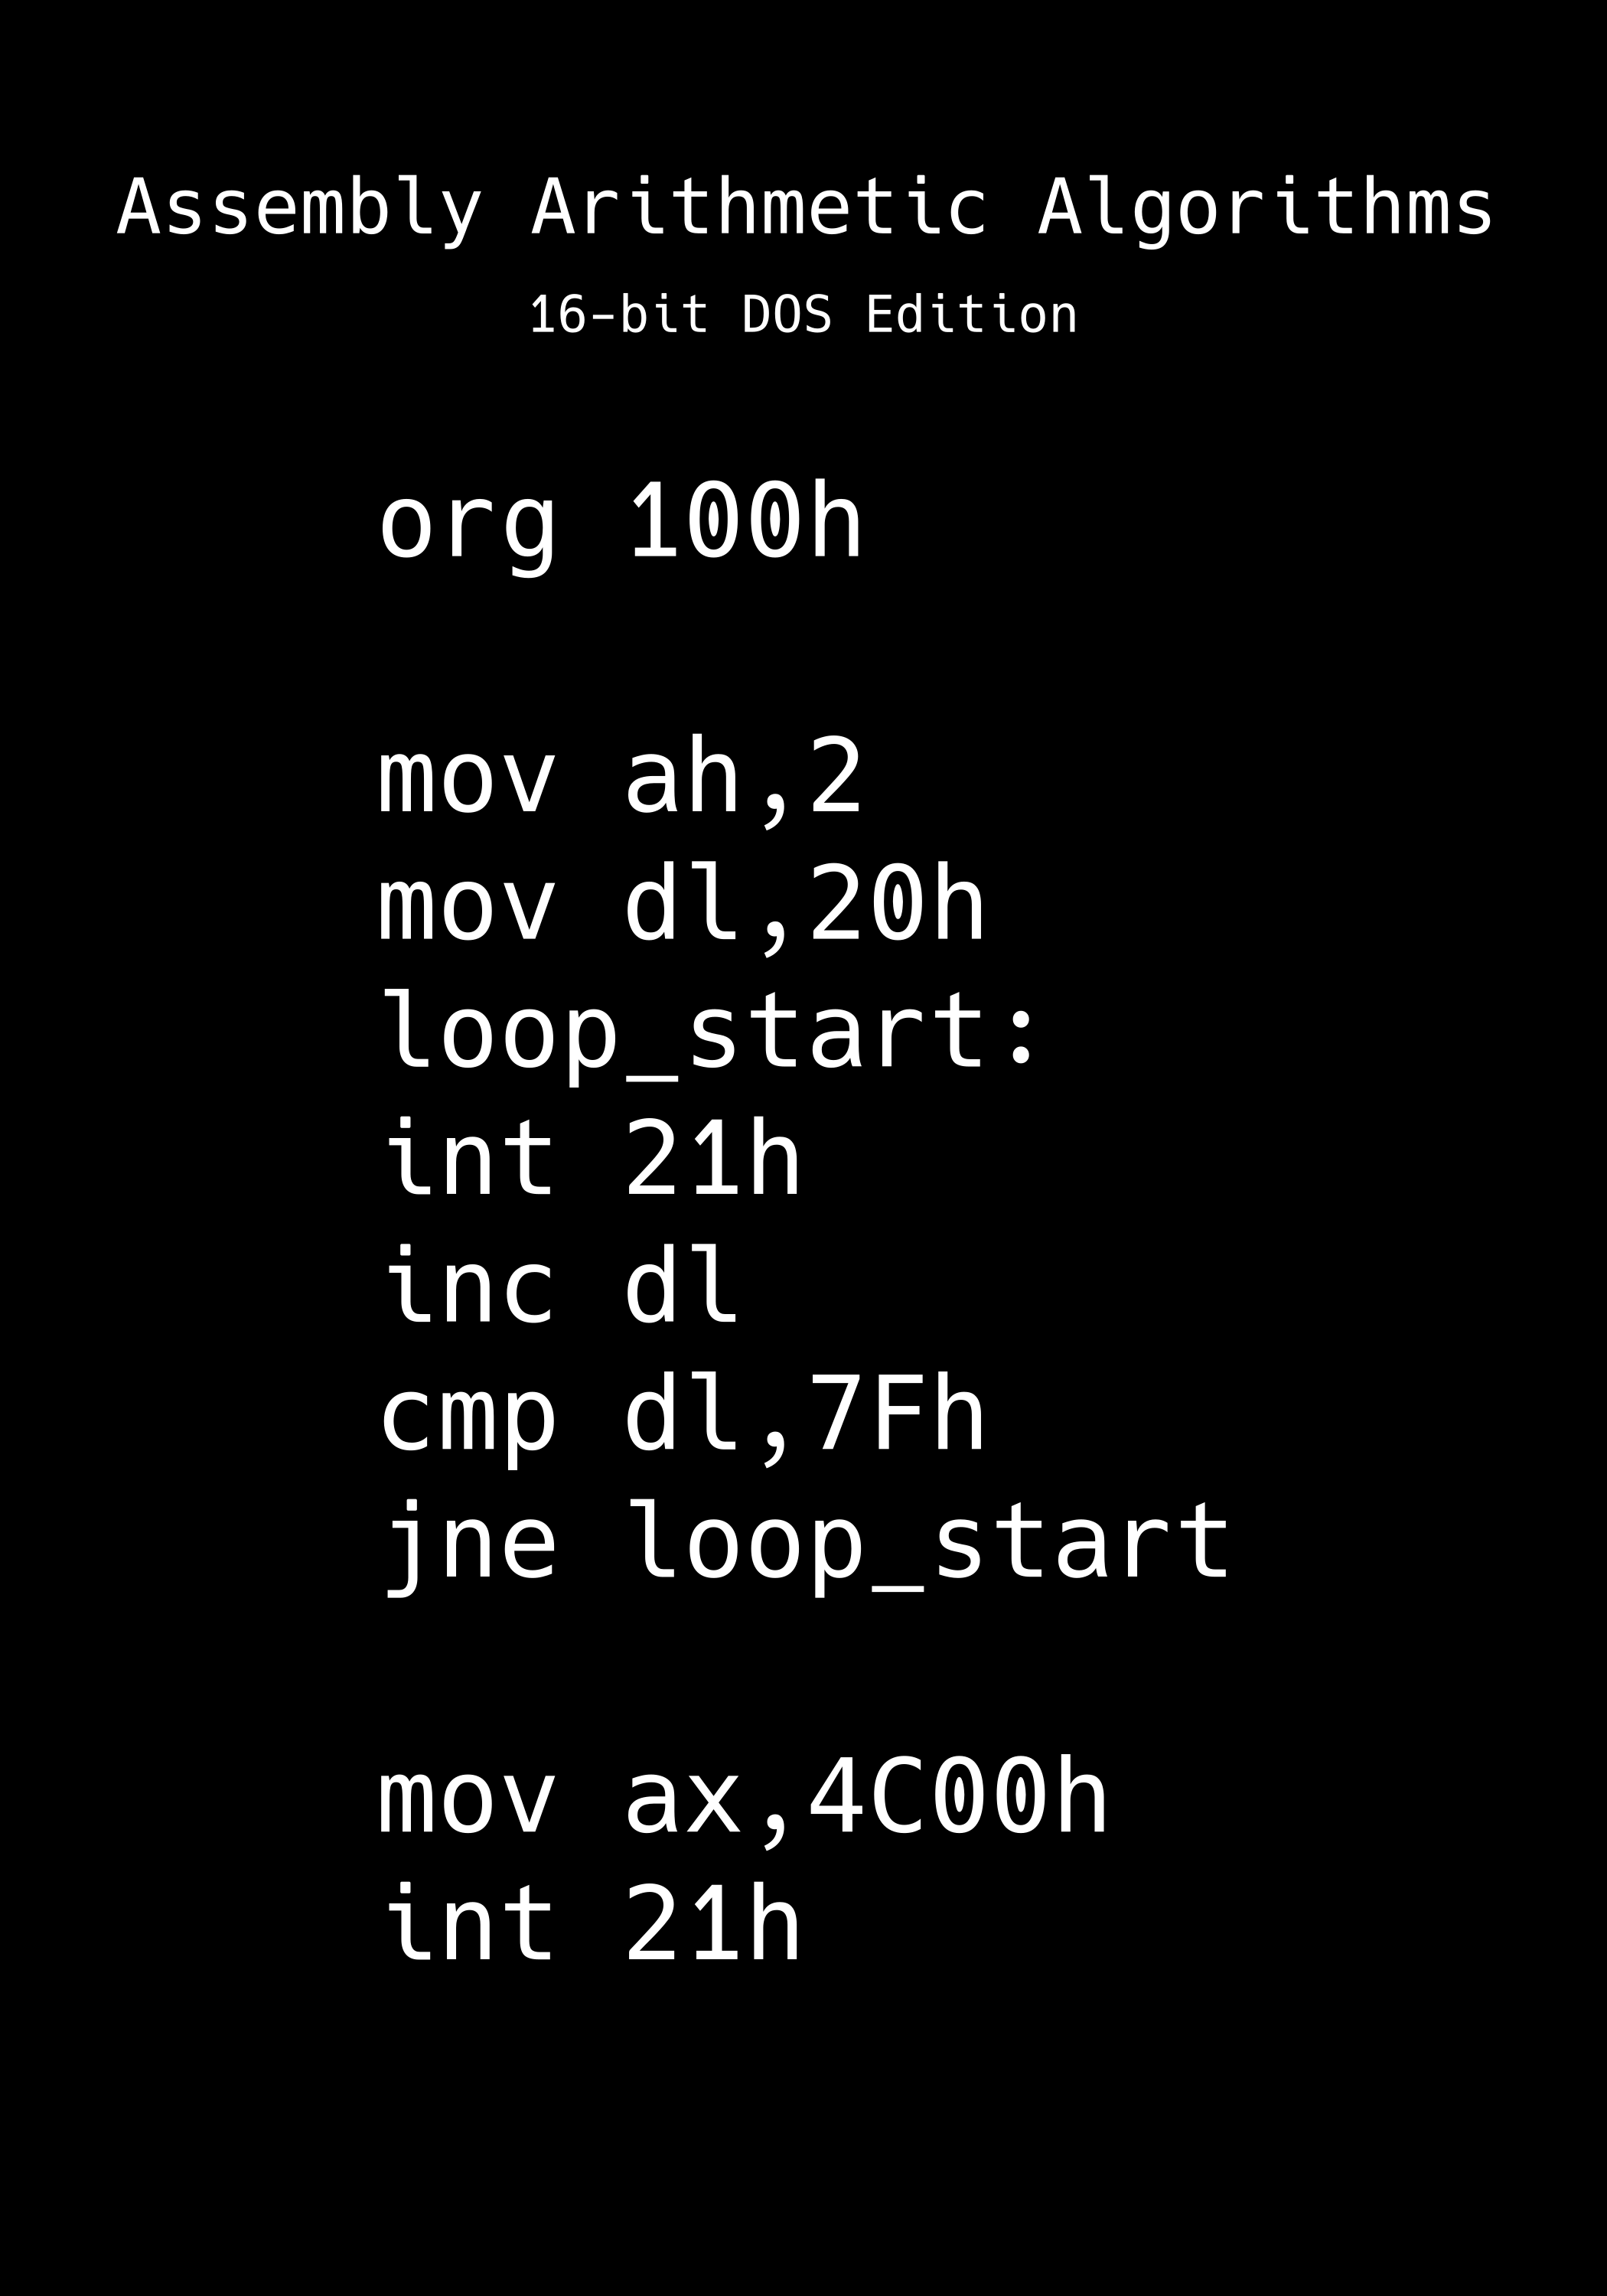 Assembly Arithmetic Algorithms
16-bit DOS Edition
org 100h
mov ah,2
mov dl,20h
loop_start:
int 21h
inc dl
cmp dl,7Fh
jne loop_start
mov ax,4C00h
int 21h